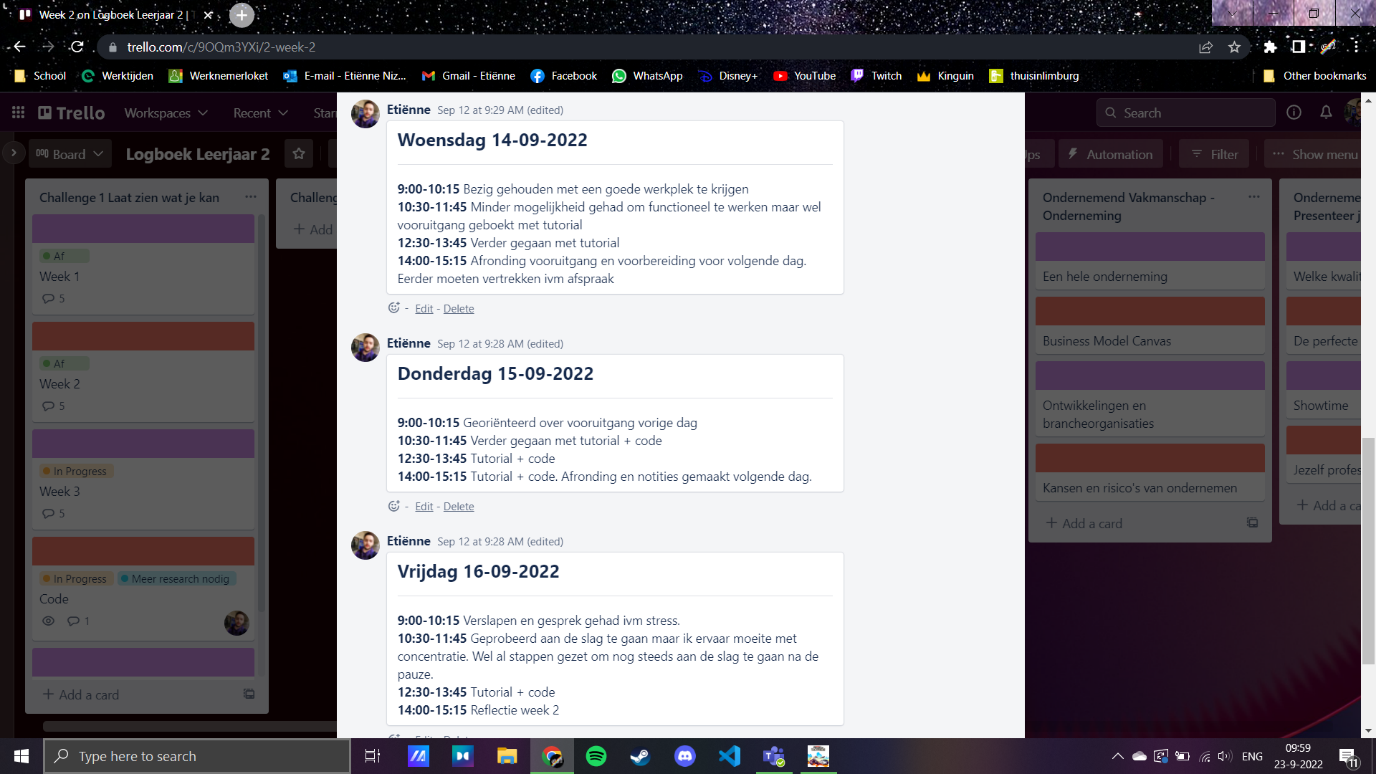 Week 2 on Logboek Leerjaar 2 |
trello.com/c/9OQm3YXi/2-week-2
School
Werktijden
Werknemerloket
E-mail - Etiënne Niz...
Gmail - Etiënne
Facebook
WhatsApp
Disney+
YouTube
Twitch
Kinguin
thuisinlimburg
Other bookmarks
Trello
Workspaces
Recent
Search
Board
Logboek Leerjaar 2
Automation
Filter
Show menu
Challenge 1 Laat zien wat je kan
Af
Week 1
5
Af
Week 2
5
In Progress
Week 3
5
In Progress
Meer research nodig
Code
1
+ Add a card
+ Add
Etiënne Sep 12 at 9:29 AM (edited)
Woensdag 14-09-2022
9:00-10:15 Bezig gehouden met een goede werkplek te krijgen
10:30-11:45 Minder mogelijkheid gehad om functioneel te werken maar wel
vooruitgang geboekt met tutorial
12:30-13:45 Verder gegaan met tutorial
14:00-15:15 Afronding vooruitgang en voorbereiding voor volgende dag.
Eerder moeten vertrekken ivm afspraak
- Edit - Delete
Etiënne Sep 12 at 9:28 AM (edited)
Donderdag 15-09-2022
9:00-10:15 Georiënteerd over vooruitgang vorige dag
10:30-11:45 Verder gegaan met tutorial + code
12:30-13:45 Tutorial + code
14:00-15:15 Tutorial + code. Afronding en notities gemaakt volgende dag.
- Edit - Delete
Etiënne Sep 12 at 9:28 AM (edited)
Vrijdag 16-09-2022
9:00-10:15 Verslapen en gesprek gehad ivm stress.
10:30-11:45 Geprobeerd aan de slag te gaan maar ik ervaar moeite met
concentratie. Wel al stappen gezet om nog steeds aan de slag te gaan na de
pauze.
12:30-13:45 Tutorial + code
14:00-15:15 Reflectie week 2
Ondernemend Vakmanschap -
Onderneming
Een hele onderneming
Business Model Canvas
Ontwikkelingen en
brancheorganisaties
Kansen en risico's van ondernemen
+ Add a card
Presenteer j
De perfecte
Showtime
Type here to search
ENG
09:59
23-9-2022
11